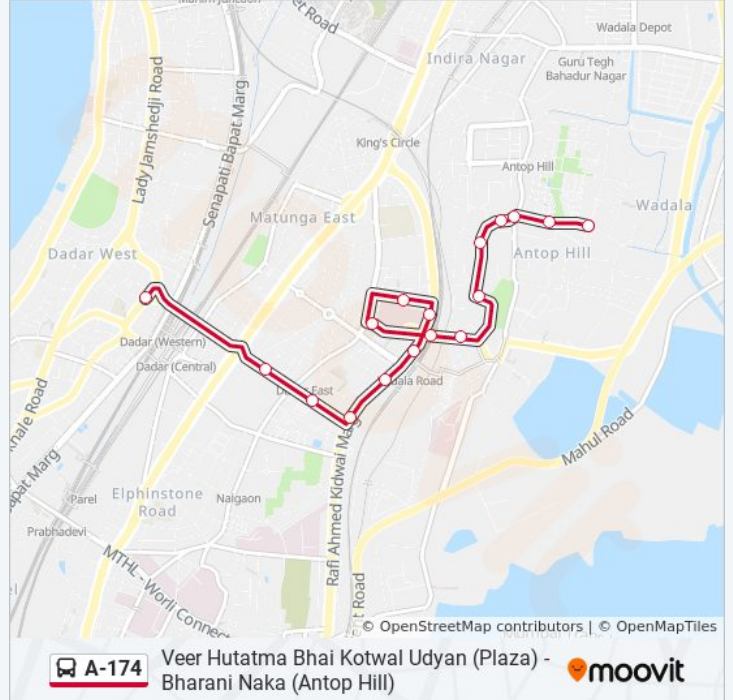 Wadala Depot
Indira Nagar
Guru Tegh
Bahadur Nagar
Lady Jamshedji Road
Senapati Bapat Marg
King's Circle
Antop Hill
Wadala
Matunga East
Dadar West
Antop Hill
Dadar (Western)
Dadar (Central)
Mahul Road
Rafi Ahmed Kidwai Marg
Parel
Elphinstone
Road
Naigaon
Prabhadevi
MTHL - Worli Connect
© OpenStreetMap contributors | © OpenMapTiles
A-174
Veer Hutatma Bhai Kotwal Udyan (Plaza) -
Bharani Naka (Antop Hill)
moovit